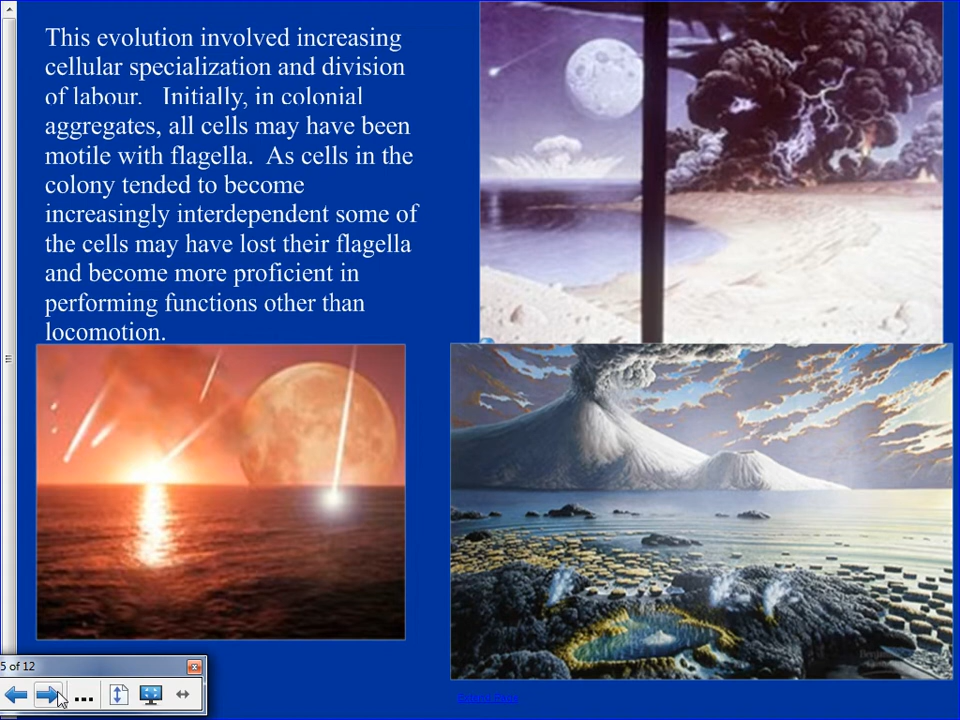 This evolution involved increasing
cellular specialization and division
of labour.   Initially, in colonial
aggregates, all cells may have been
motile with flagella.  As cells in the
colony tended to become
increasingly interdependent some of
the cells may have lost their flagella
and become more proficient in
performing functions other than
locomotion.
5 of 12